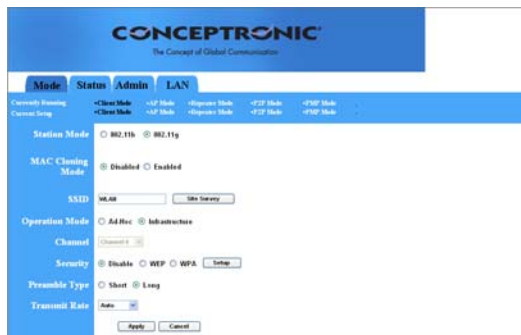 CONCEPTRONIC
The Concept of Global Communication
Mode Status Admin LAN
Currently Running •Client Mode •AP Mode •Repeater Mode •P2P Mode •PMP Mode
Current Setup •Client Mode •AP Mode •Repeater Mode •P2P Mode •PMP Mode
Station Mode 802.11b 802.11g
MAC Cloning Mode Disabled Enabled
SSID WLAN Site Survey
Operation Mode Ad-Hoc Infrastructure
Channel Channel 6
Security Disable WEP WPA Setup
Preamble Type Short Long
Transmit Rate Auto
Apply Cancel